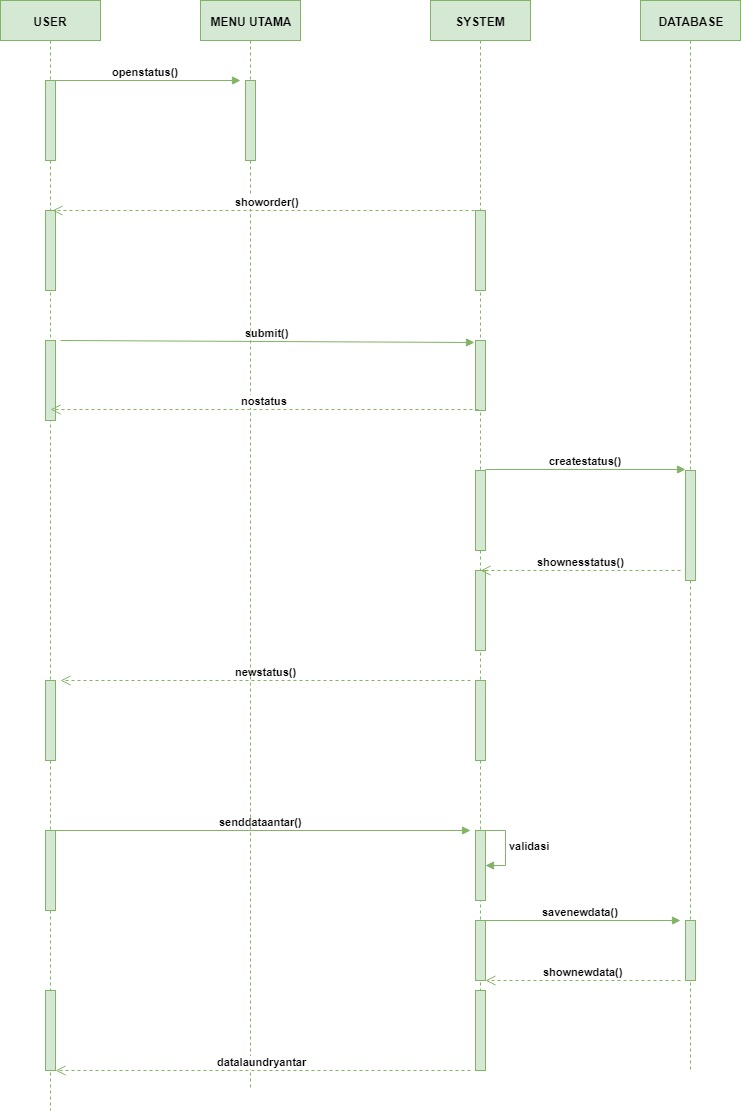 USER
MENU UTAMA
SYSTEM
DATABASE
openstatus()
showorder()
submit()
nostatus
createstatus()
shownesstatus()
newstatus()
senddataantar()
validasi
savenewdata()
shownewdata()
datalaundryantar